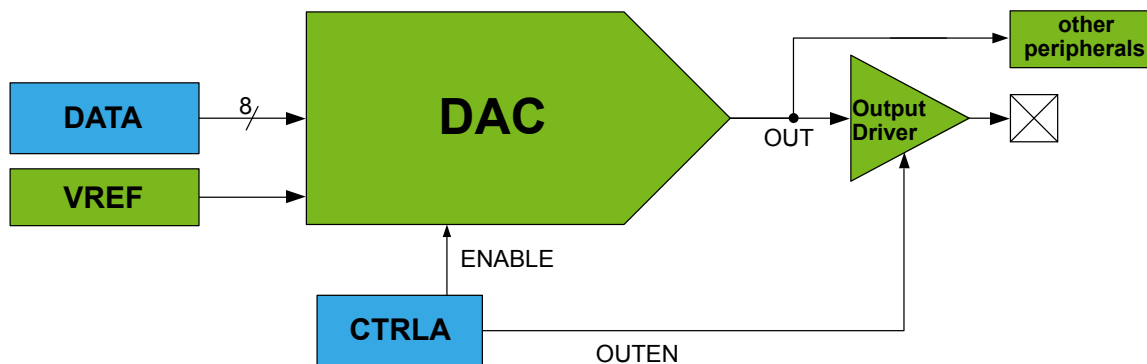 other
peripherals
DATA
8
DAC
Output
Driver
OUT
VREF
ENABLE
CTRLA
OUTEN